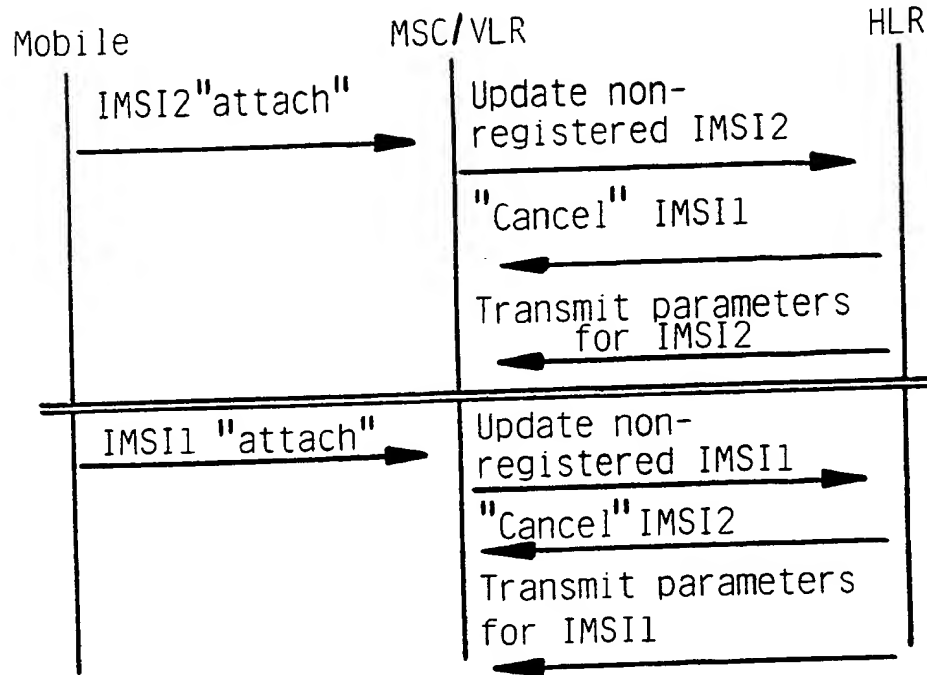 Mobile
MSC/VLR
HLR
IMSI2"attach"
Update non-
registered IMSI2
"Cancel" IMSI1
Transmit parameters
for IMSI2
IMSI1 "attach"
Update non-
registered IMSI1
"Cancel"IMSI2
Transmit parameters
for IMSI1